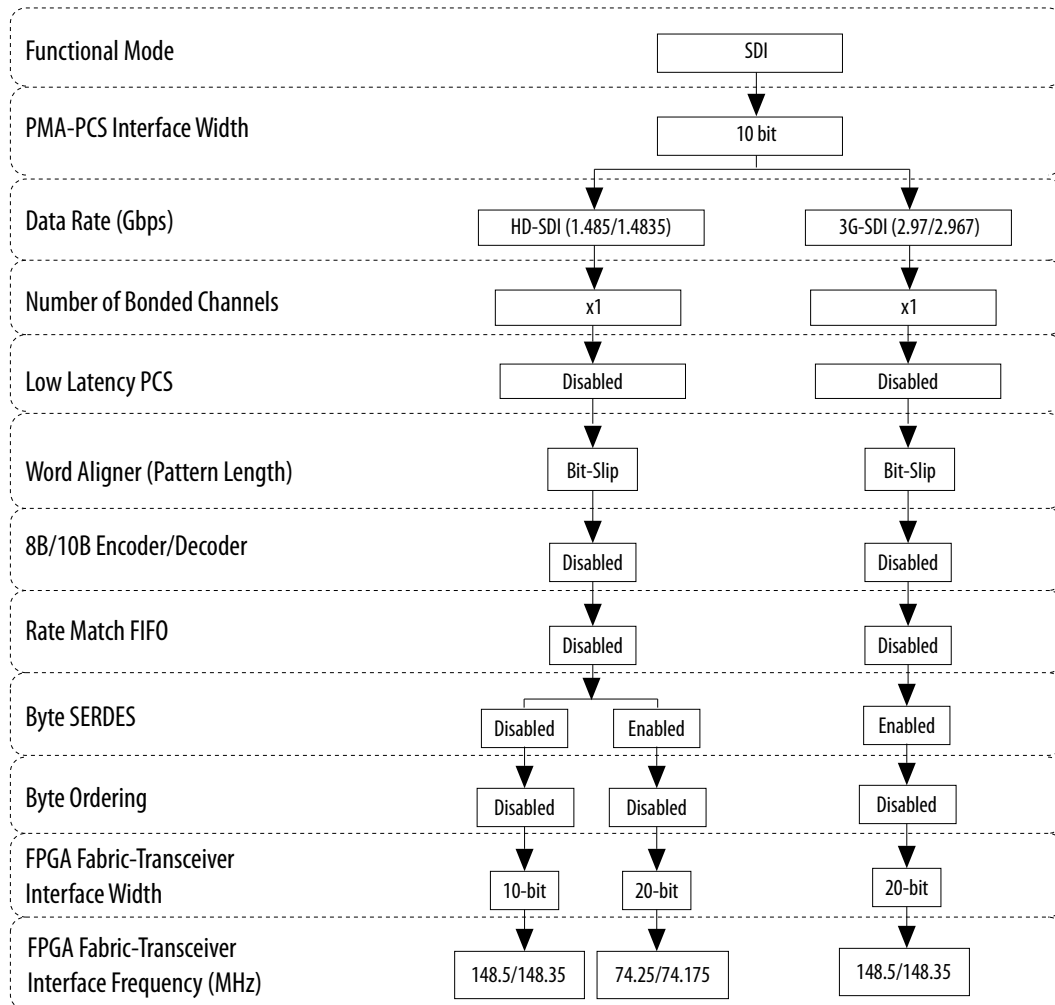 Functional Mode
SDI
PMA-PCS Interface Width
10 bit
Data Rate (Gbps)
HD-SDI (1.485/1.4835)
3G-SDI (2.97/2.967)
Number of Bonded Channels
x1
x1
Low Latency PCS
Disabled
Disabled
Word Aligner (Pattern Length)
Bit-Slip
Bit-Slip
8B/10B Encoder/Decoder
Disabled
Disabled
Rate Match FIFO
Disabled
Disabled
Byte SERDES
Disabled
Enabled
Enabled
Byte Ordering
Disabled
Disabled
Disabled
FPGA Fabric-Transceiver
Interface Width
10-bit
20-bit
20-bit
FPGA Fabric-Transceiver
Interface Frequency (MHz)
148.5/148.35
74.25/74.175
148.5/148.35